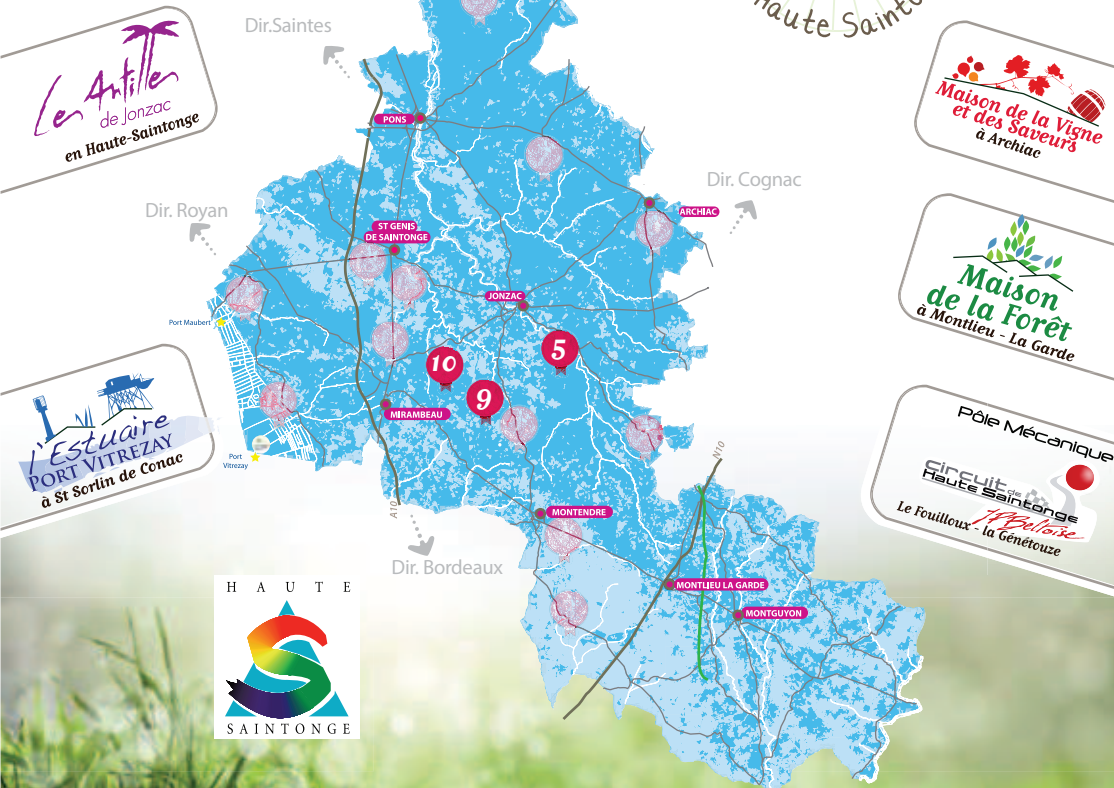 Haute Sainto
Dir.Saintes
Les Antilles
de Jonzac
en Haute-Saintonge
Maison de la Vigne
et des Saveurs
à Archiac
PONS
Dir. Cognac
ARCHIAC
Dir. Royan
ST GENIS
DE SAINTONGE
Maison
de la Forêt
à Montlieu - La Garde
JONZAC
Port Maubert
5
10
9
MIRAMBEAU
l'Estuaire
PORT VITREZAY
à St Sorlin de Conac
Port
Vitrezay
Pôle Mécanique
circuit de
Haute Saintonge
JP Beltoise
Le Fouilloux - la Génétouze
N10
A10
MONTENDRE
Dir. Bordeaux
MONTLIEU LA GARDE
MONTGUYON
HAUTE
SAINTONGE